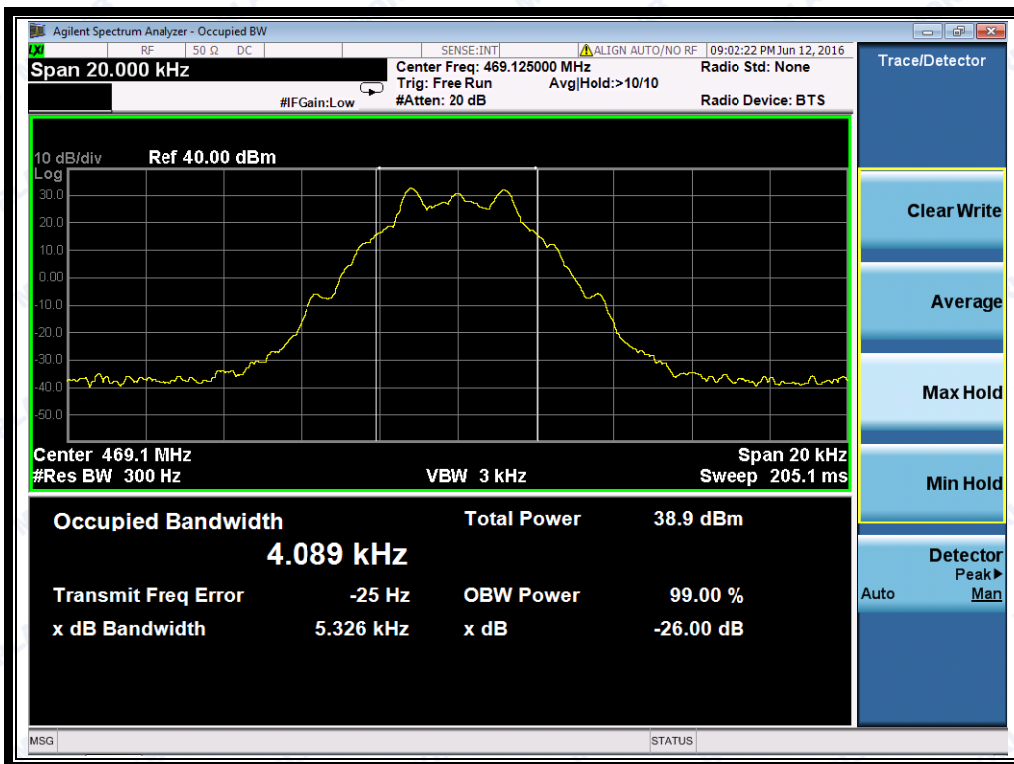 Agilent Spectrum Analyzer - Occupied BW
LXI
RF 50 Ω DC SENSE:INT ALIGN AUTO/NO RF 09:02:22 PM Jun 12, 2016
Span 20.000 kHz
Center Freq: 469.125000 MHz Radio Std: None
Trig: Free Run Avg|Hold:>10/10
#IFGain:Low #Atten: 20 dB Radio Device: BTS
10 dB/div Ref 40.00 dBm
Log
30.0
20.0
10.0
0.00
-10.0
-20.0
-30.0
-40.0
-50.0
Center 469.1 MHz Span 20 kHz
#Res BW 300 Hz VBW 3 kHz Sweep 205.1 ms
Occupied Bandwidth Total Power 38.9 dBm
4.089 kHz
Transmit Freq Error -25 Hz OBW Power 99.00 %
x dB Bandwidth 5.326 kHz x dB -26.00 dB
MSG STATUS
Trace/Detector
Clear Write
Average
Max Hold
Min Hold
Detector
Peak▶
Auto Man